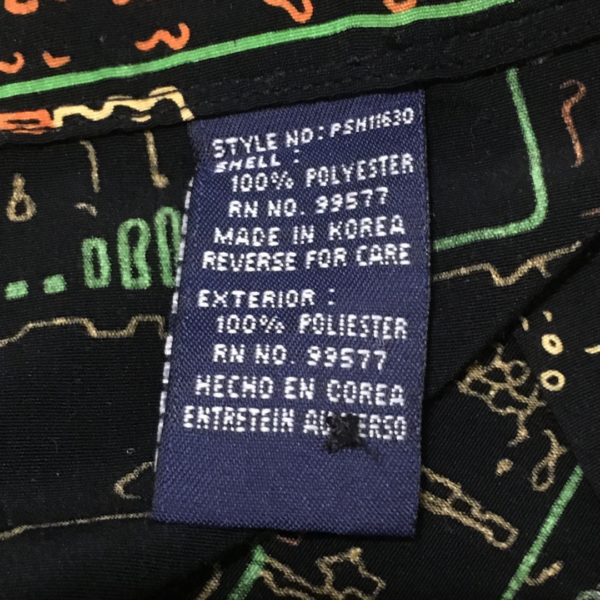 STYLE NO: PSH11630
SHELL :
100% POLYESTER
RN NO. 99577
MADE IN KOREA
REVERSE FOR CARE
EXTERIOR :
100% POLIESTER
RN NO. 99577
HECHO EN COREA
ENTRETEIN